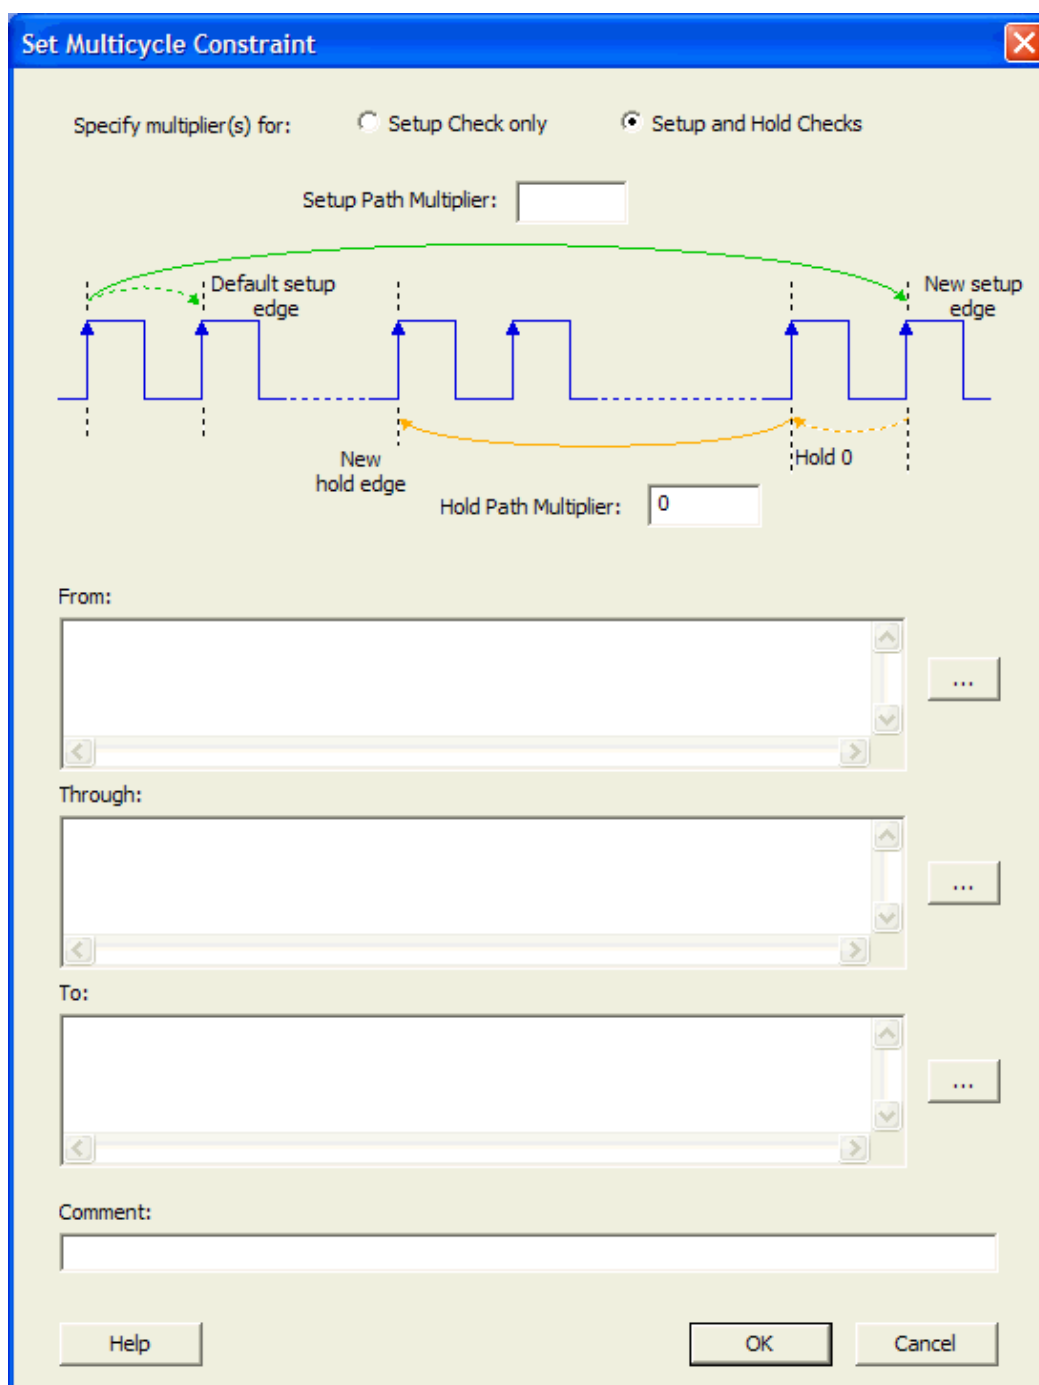 Set Multicycle Constraint
Specify multiplier(s) for: Setup Check only Setup and Hold Checks
Setup Path Multiplier:
Default setup
edge
New setup
edge
New
hold edge
Hold 0
Hold Path Multiplier: 0
From:
...
Through:
...
To:
...
Comment:
Help OK Cancel